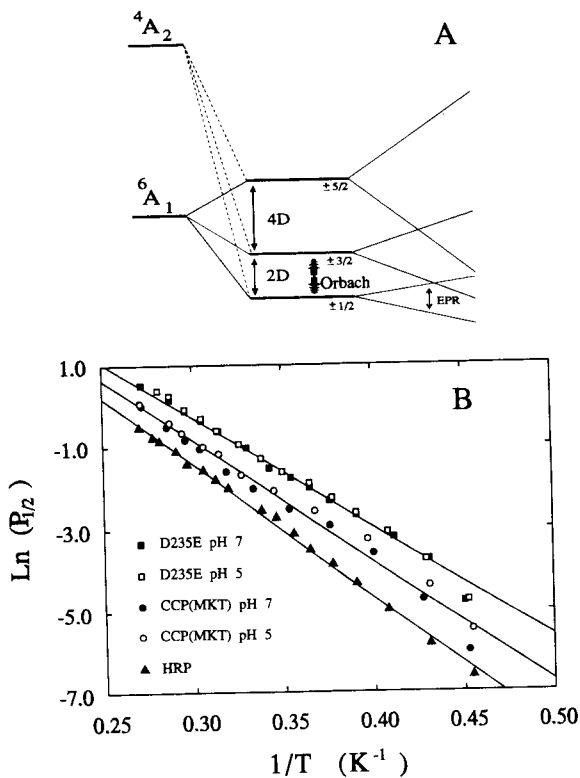 ⁴A₂
A
⁶A₁
±5/2
4D
±3/2
2D
Orbach
±1/2
EPR
B
Ln (P₁/₂)
1.0
-1.0
-3.0
-5.0
-7.0
D235E pH 7
D235E pH 5
CCP(MKT) pH 7
CCP(MKT) pH 5
HRP
0.25
0.30
0.35
0.40
0.45
0.50
1/T (K⁻¹)